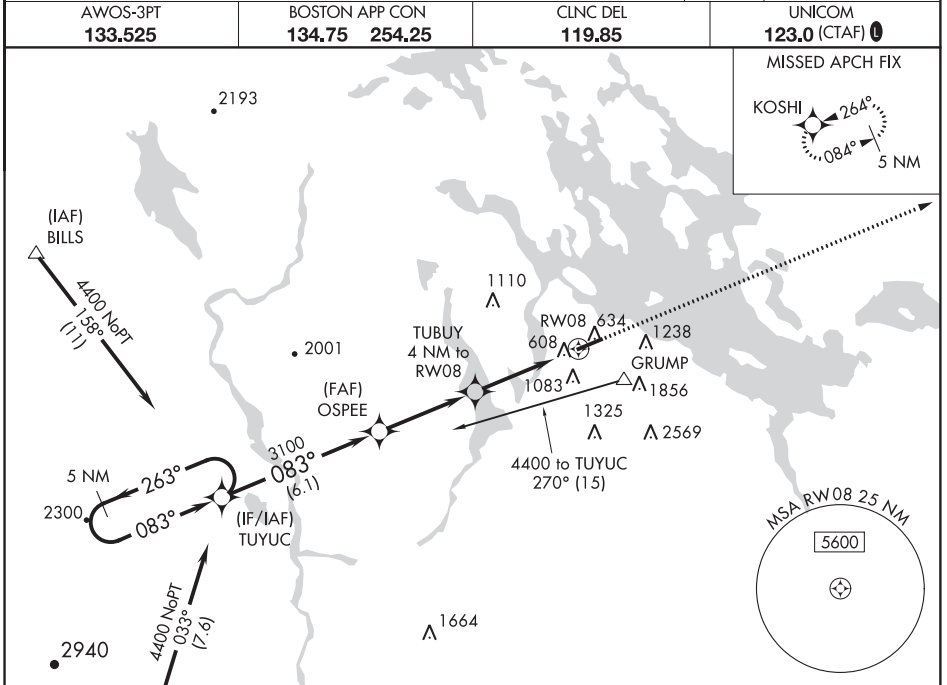 AWOS-3PT
133.525
BOSTON APP CON
134.75 254.25
CLNC DEL
119.85
UNICOM
123.0 (CTAF) L
MISSED APCH FIX
KOSHI
264°
084°
5 NM
2193
(IAF)
BILLS
4400 NoPT
158°
(11)
1110
TUBUY
4 NM to
RW08
RW08
634
608
1238
GRUMP
1083
1856
2001
(FAF)
OSPEE
1325
2569
3100
083°
(6.1)
4400 to TUYUC
270° (15)
5 NM
263°
2300
083°
(IF/IAF)
TUYUC
MSA RW08 25 NM
5600
4400 NoPT
033°
(7.6)
1664
2940